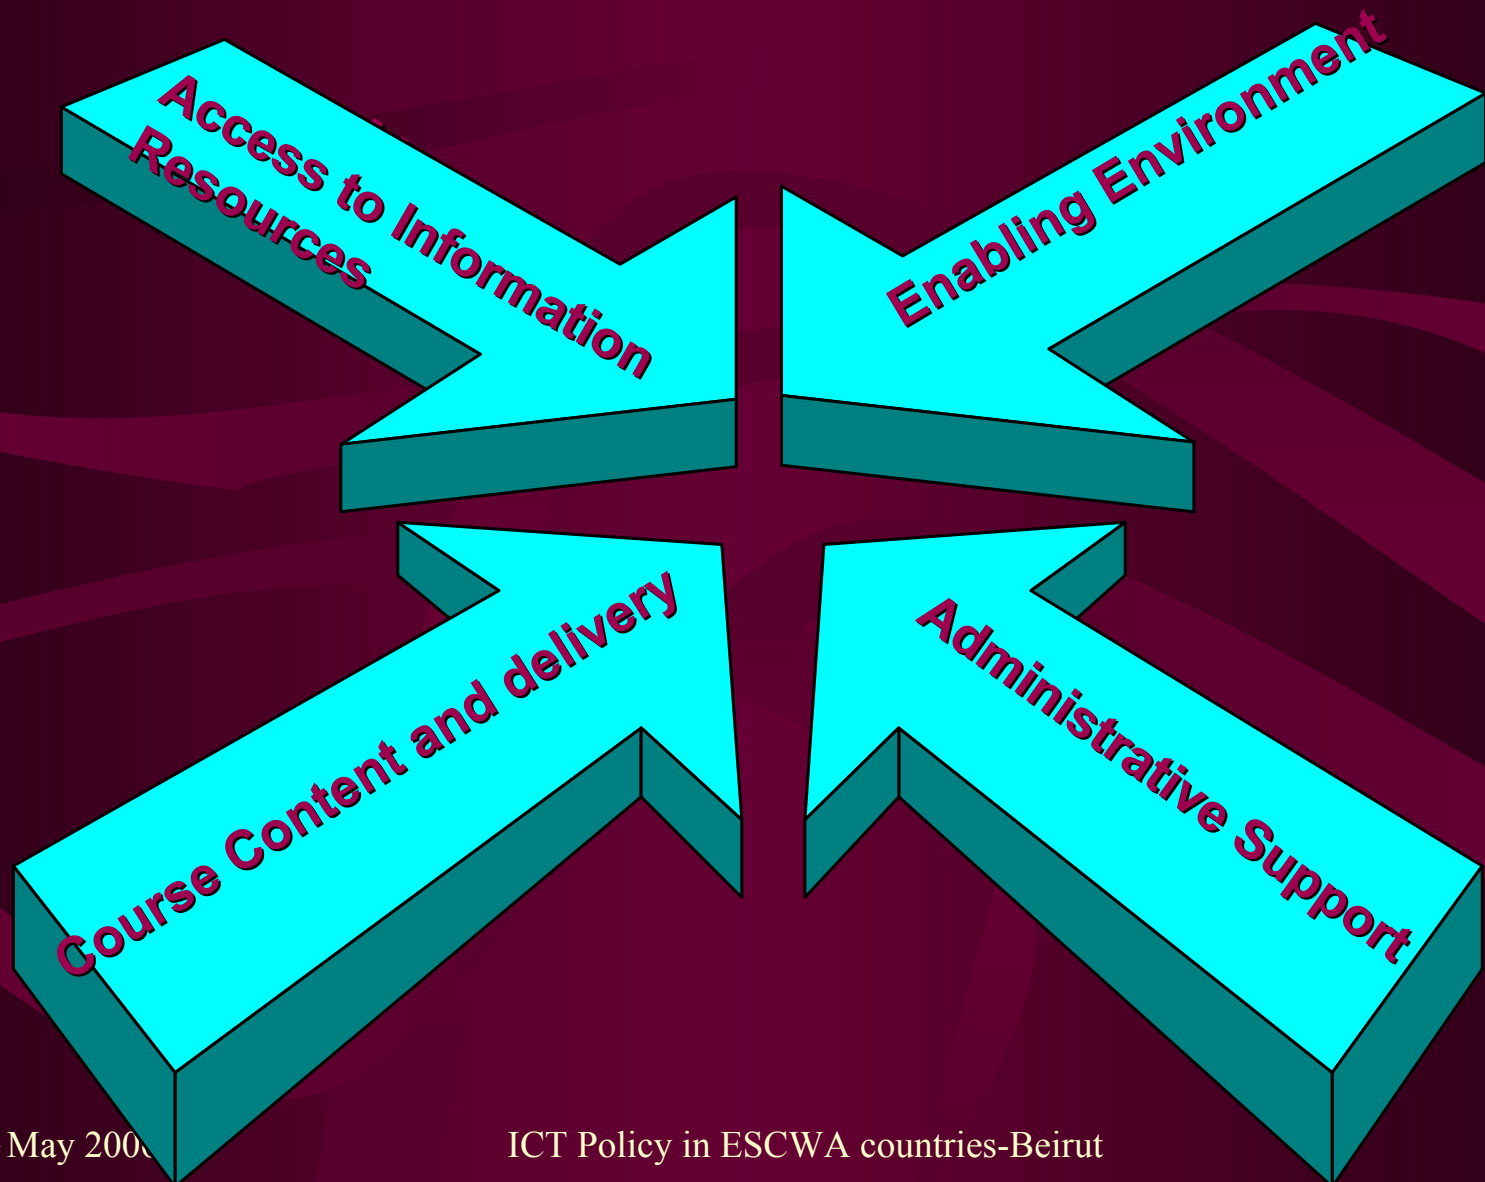 Access to Information
Resources
Enabling Environment
Course Content and delivery
Administrative Support
May
ICT Policy in ESCWA countries-Beirut